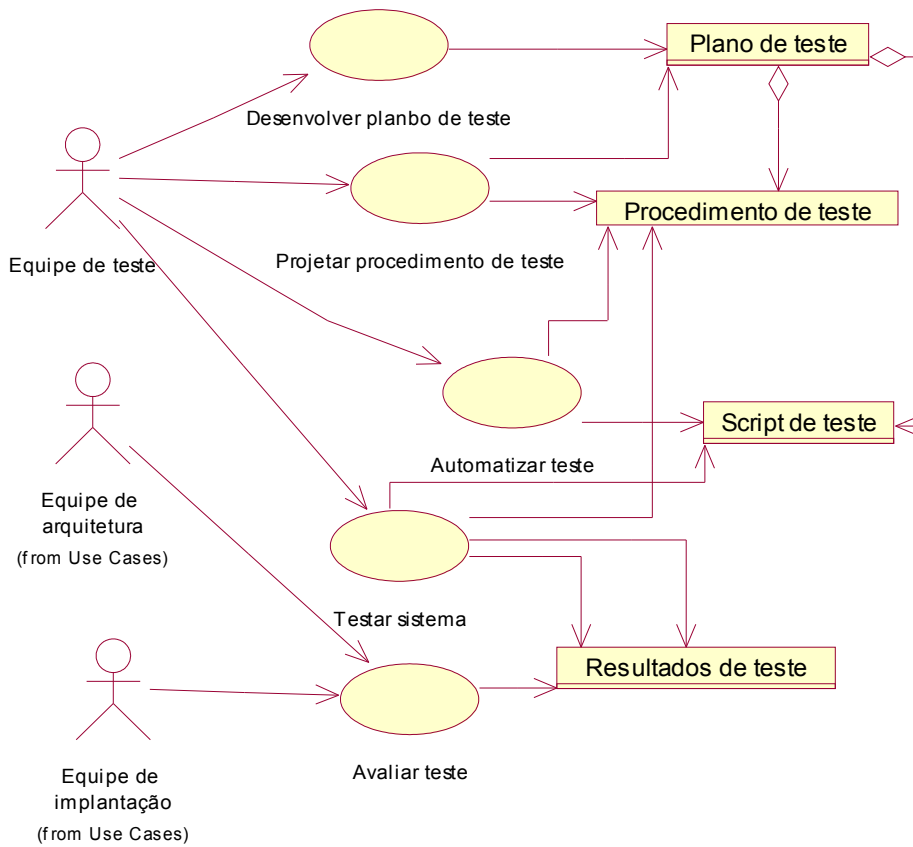 Plano de teste
Desenvolver planbo de teste
Procedimento de teste
Equipe de teste
Projetar procedimento de teste
Script de teste
Automatizar teste
Equipe de
arquitetura
(from Use Cases)
Testar sistema
Resultados de teste
Avaliar teste
Equipe de
implantação
(from Use Cases)